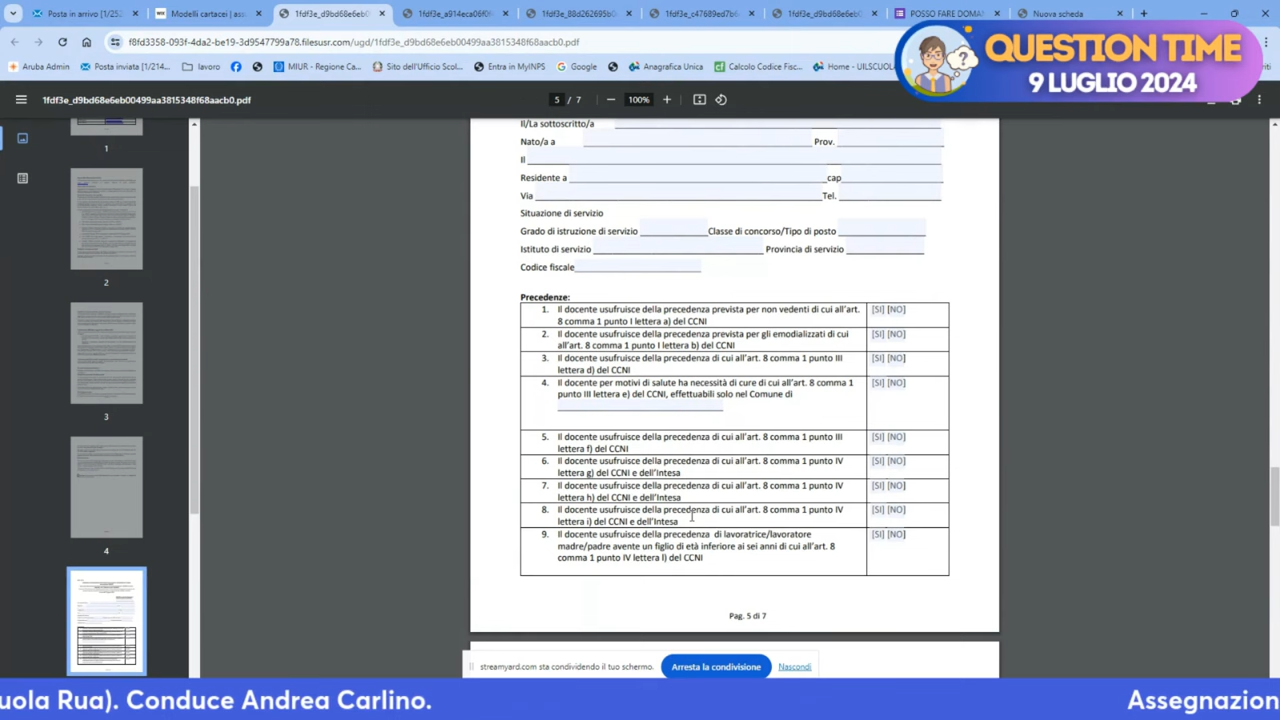 Posta in arrivo [1/252
Modelli cartacei | as
1fdf3e_d9bd68e6eb0
1fdf3e_a914eca06f0
1fdf3e_88d262695b
1fdf3e_c47689ed7b6
1fdf3e_d9bd68e6eb0
POSSO FARE DOMAN
Nuova scheda
f8fd3358-093f-4da2-be19-3d9547799a78.filesusr.com/ugd/1fdf3e_d9bd68e6eb00499aa3815348f68aacb0.pdf
Aruba Admin
Posta inviata [1/214...
lavoro
MIUR - Regione Ca...
Sito dell'Ufficio Scol...
Entra in MyINPS
Google
Anagrafica Unica
Calcolo Codice Fisc...
Home - UILSCUOLA
QUESTION TIME
9 LUGLIO 2024
1fdf3e_d9bd68e6eb00499aa3815348f68aa
5 / 7
100%
1
2
3
4
Il/La sottoscritto/a
Nato/a a Prov.
Il
Residente a cap
Via Tel.
Situazione di servizio
Grado di istruzione di servizio Classe di concorso/Tipo di posto
Istituto di servizio Provincia di servizio
Codice fiscale
Precedenze:
1. Il docente usufruisce della precedenza prevista per non vedenti di cui all'art. [SI] [NO]
8 comma 1 punto I lettera a) del CCNI
2. Il docente usufruisce della precedenza prevista per gli emodializzati di cui [SI] [NO]
all'art. 8 comma 1 punto I lettera b) del CCNI
3. Il docente usufruisce della precedenza di cui all'art. 8 comma 1 punto III [SI] [NO]
lettera d) del CCNI
4. Il docente per motivi di salute ha necessità di cure di cui all'art. 8 comma 1 [SI] [NO]
punto III lettera e) del CCNI, effettuabili solo nel Comune di
5. Il docente usufruisce della precedenza di cui all'art. 8 comma 1 punto III [SI] [NO]
lettera f) del CCNI
6. Il docente usufruisce della precedenza di cui all'art. 8 comma 1 punto IV [SI] [NO]
lettera g) del CCNI e dell'Intesa
7. Il docente usufruisce della precedenza di cui all'art. 8 comma 1 punto IV [SI] [NO]
lettera h) del CCNI e dell'Intesa
8. Il docente usufruisce della precedenza di cui all'art. 8 comma 1 punto IV [SI] [NO]
lettera i) del CCNI e dell'Intesa
9. Il docente usufruisce della precedenza di lavoratrice/lavoratore [SI] [NO]
madre/padre avente un figlio di età inferiore ai sei anni di cui all'art. 8
comma 1 punto IV lettera l) del CCNI
Pag. 5 di 7
streamyard.com sta condividendo il tuo schermo. Arresta la condivisione Nascondi
uola Rua). Conduce Andrea Carlino. Assegnazion